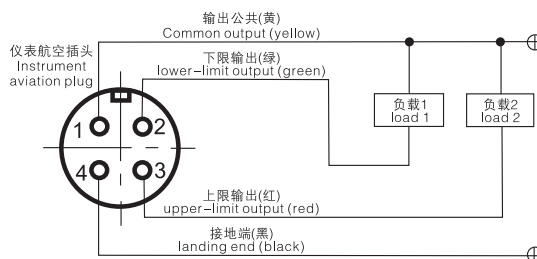 输出公共(黄)
Common output (yellow)
仪表航空插头
Instrument
aviation plug
下限输出(绿)
lower-limit output (green)
1
2
4
3
负载1
load 1
负载2
load 2
上限输出(红)
upper-limit output (red)
接地端(黑)
landing end (black)